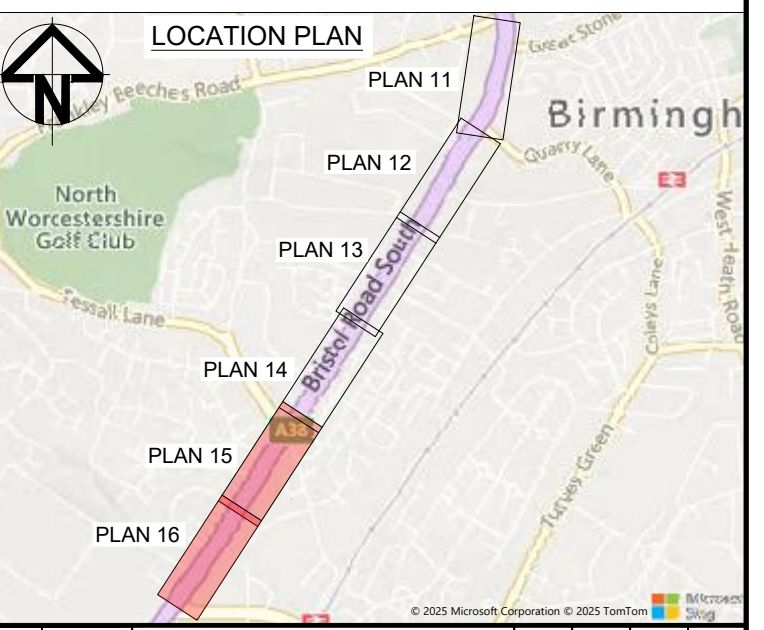 LOCATION PLAN
N
Great Stone
PLAN 11
Beeches Road
Birmingh
PLAN 12
Quarry Lane
North
Worcestershire
Golf Club
West Heath Road
PLAN 13
Bristol Road South
Coleys Lane
Tessall Lane
PLAN 14
A38
PLAN 15
Turves Green
PLAN 16
© 2025 Microsoft Corporation © 2025 TomTom
Microsoft
Bing